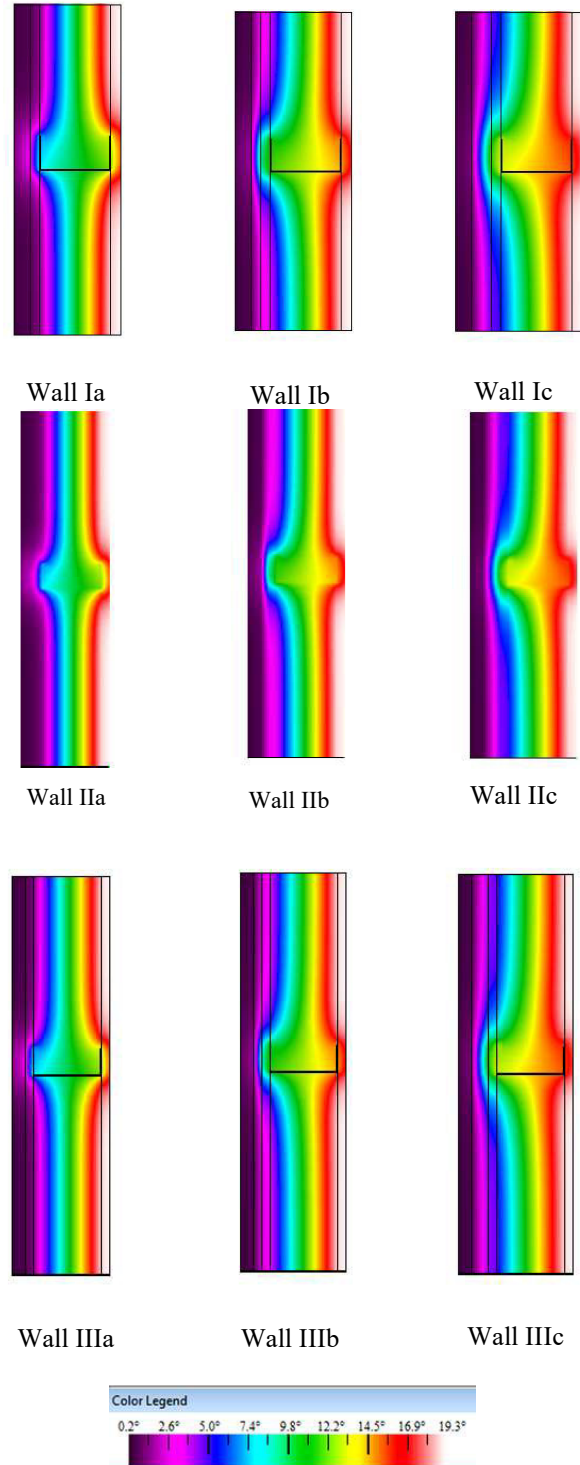 Wall Ia
Wall Ib
Wall Ic
Wall IIa
Wall IIb
Wall IIc
Wall IIIa
Wall IIIb
Wall IIIc
Color Legend
0.2° 2.6° 5.0° 7.4° 9.8° 12.2° 14.5° 16.9° 19.3°